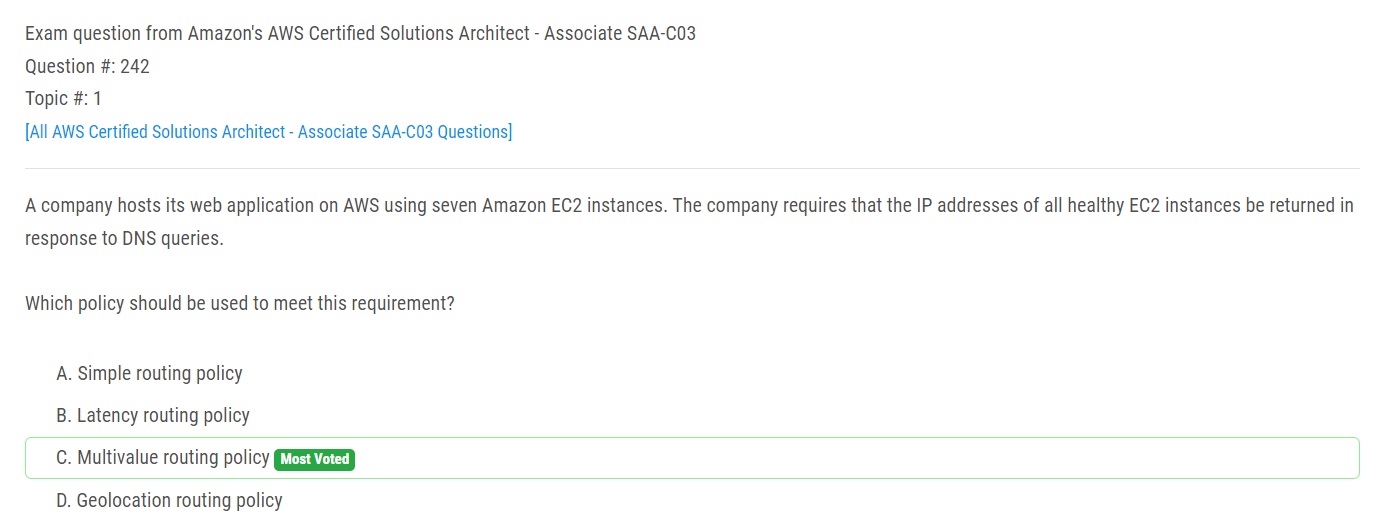 Exam question from Amazon's AWS Certified Solutions Architect - Associate SAA-C03
Question #: 242
Topic #: 1
[All AWS Certified Solutions Architect - Associate SAA-C03 Questions]
A company hosts its web application on AWS using seven Amazon EC2 instances. The company requires that the IP addresses of all healthy EC2 instances be returned in
response to DNS queries.
Which policy should be used to meet this requirement?
A. Simple routing policy
B. Latency routing policy
C. Multivalue routing policy Most Voted
D. Geolocation routing policy